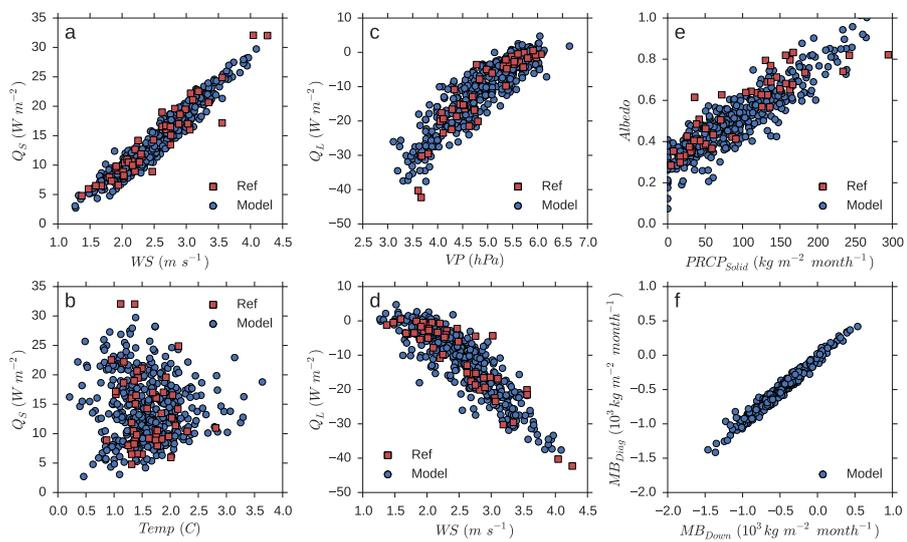 a
35
30
25
20
15
10
5
0
Q_S (W m^−2)
1.0 1.5 2.0 2.5 3.0 3.5 4.0 4.5
WS (m s^−1)
Ref
Model
c
10
0
−10
−20
−30
−40
−50
Q_L (W m^−2)
2.5 3.0 3.5 4.0 4.5 5.0 5.5 6.0 6.5 7.0
VP (hPa)
Ref
Model
e
1.0
0.8
0.6
0.4
0.2
0.0
Albedo
0 50 100 150 200 250 300
PRCP_Solid (kg m^−2 month^−1)
Ref
Model
b
35
30
25
20
15
10
5
0
Q_S (W m^−2)
0.0 0.5 1.0 1.5 2.0 2.5 3.0 3.5 4.0
Temp (C)
Ref
Model
d
10
0
−10
−20
−30
−40
−50
Q_L (W m^−2)
1.0 1.5 2.0 2.5 3.0 3.5 4.0 4.5
WS (m s^−1)
Ref
Model
f
1.0
0.5
0.0
−0.5
−1.0
−1.5
−2.0
MB_Diag (10^3 kg m^−2 month^−1)
−2.0 −1.5 −1.0 −0.5 0.0 0.5 1.0
MB_Down (10^3 kg m^−2 month^−1)
Model